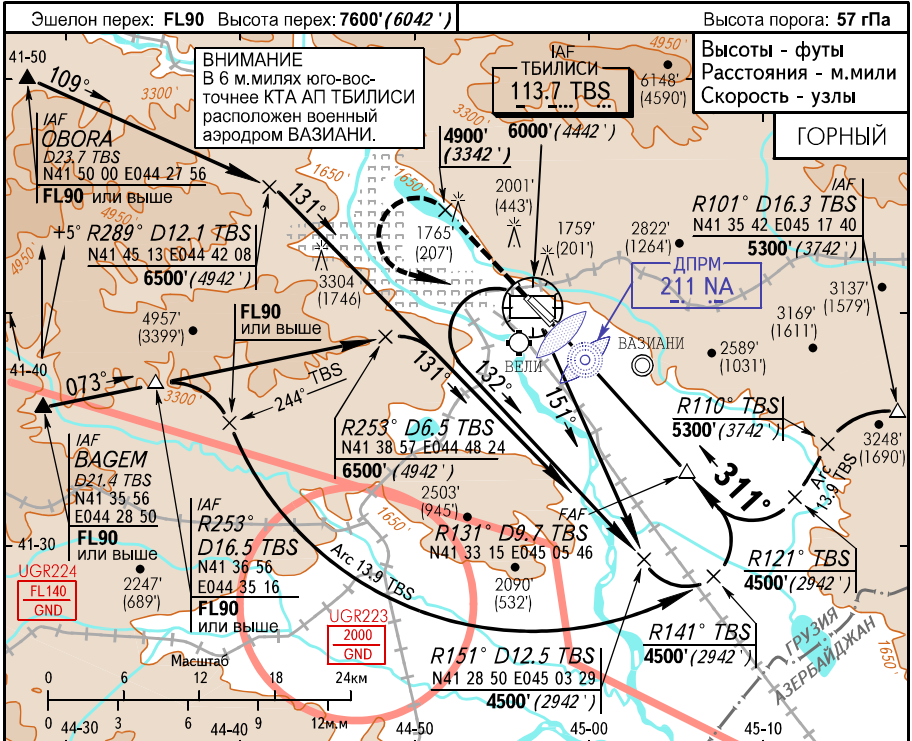 Эшелон перех: FL90 Высота перех: 7600'(6042')
Высота порога: 57 гПа
41-50
ВНИМАНИЕ
В 6 м.милях юго-вос-
точнее КТА АП ТБИЛИСИ
расположен военный
аэродром ВАЗИАНИ.
IAF
ТБИЛИСИ
113.7 TBS
6000'(4442')
4950'
6148'
(4590')
Высоты - футы
Расстояния - м.мили
Скорость - узлы
ГОРНЫЙ
109°
3300'
IAF
OBORA
D23.7 TBS
N41 50 00 E044 27 56
FL90 или выше
3300'
4900'
(3342')
1650'
1650'
131°
2001'
(443')
1765'
(207')
1759'
(201')
2822'
(1264')
IAF
R101° D16.3 TBS
N41 35 42 E045 17 40
5300'(3742')
4950'
+5°
4950'
R289° D12.1 TBS
N41 45 13 E044 42 08
6500'(4942')
3304
(1746)
ДПРМ
211 NA
3137'
(1579')
3169'
(1611')
4957'
(3399')
FL90
или выше
ВЕЛИ
ВАЗИАНИ
2589'
(1031')
41-40
073°
3300'
244° TBS
131°
132°
151°
R253° D6.5 TBS
N41 38 57 E044 48 24
6500'(4942')
R110° TBS
5300'(3742')
3248'
(1690')
IAF
BAGEM
D21.4 TBS
N41 35 56
E044 28 50
FL90
или выше
IAF
R253°
D16.5 TBS
N41 36 56
E044 35 16
FL90
или выше
2503'
(945')
1650'
FAF
R131° D9.7 TBS
N41 33 15 E045 05 46
311°
Arc
13.9 TBS
41-30
2247'
(689')
Arc 13.9 TBS
2090'
(532')
R121° TBS
4500'(2942')
UGR224
FL140
GND
UGR223
2000
GND
R141° TBS
4500'(2942')
ГРУЗИЯ
АЗЕРБАЙДЖАН
1650'
R151° D12.5 TBS
N41 28 50 E045 03 29
4500'(2942')
Масштаб
0 6 12 18 24км
0 3 6 9 12м.м
44-30 44-40 44-50 45-00 45-10